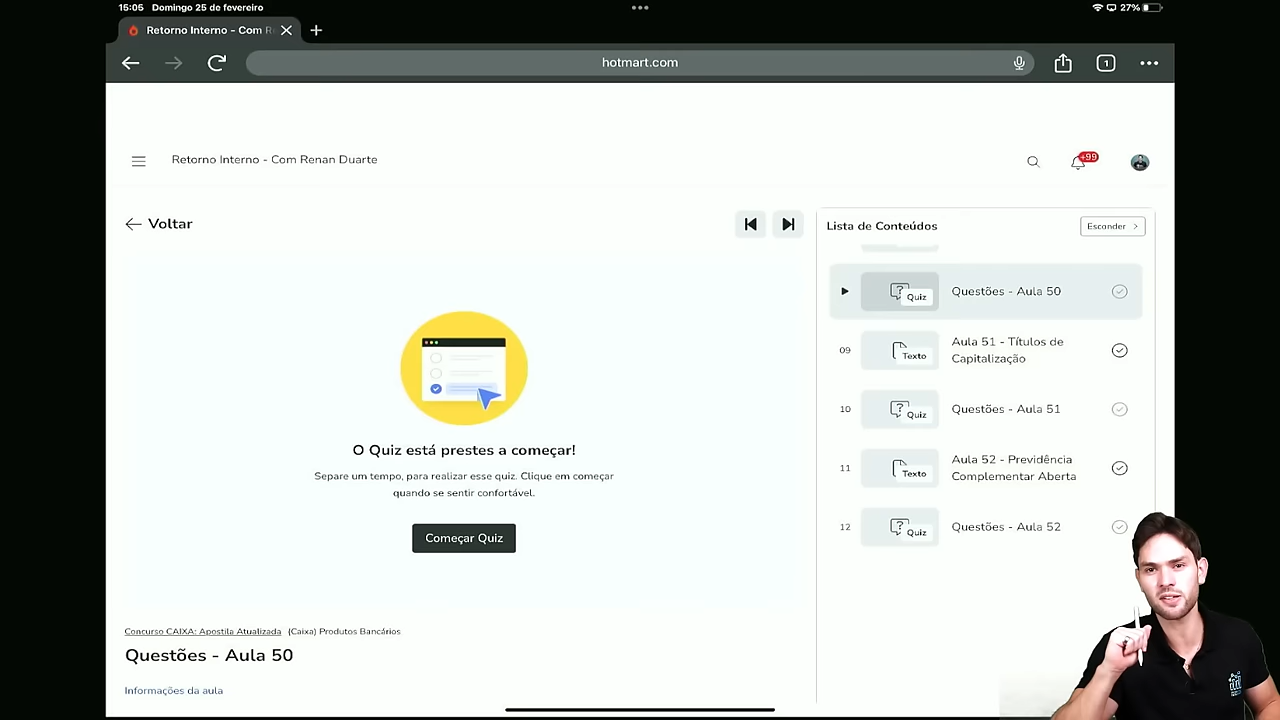 15:05 Domingo 25 de fevereiro
27%
Retorno Interno - Com R
hotmart.com
1
Retorno Interno - Com Renan Duarte
+99
Voltar
Lista de Conteúdos
Escander >
Quiz
Questões - Aula 50
09
Texto
Aula 51 - Títulos de
Capitalização
10
Quiz
Questões - Aula 51
11
Texto
Aula 52 - Previdência
Complementar Aberta
12
Quiz
Questões - Aula 52
O Quiz está prestes a começar!
Separe um tempo, para realizar esse quiz. Clique em começar
quando se sentir confortável.
Começar Quiz
Concurso CAIXA: Apostila Atualizada (Caixa) Produtos Bancários
Questões - Aula 50
Informações da aula